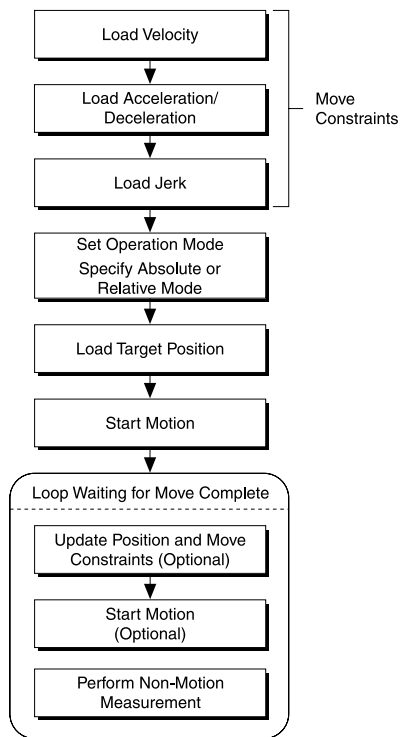 Load Velocity
Load Acceleration/
Deceleration
Move
Constraints
Load Jerk
Set Operation Mode
Specify Absolute or
Relative Mode
Load Target Position
Start Motion
Loop Waiting for Move Complete
Update Position and Move
Constraints (Optional)
Start Motion
(Optional)
Perform Non-Motion
Measurement